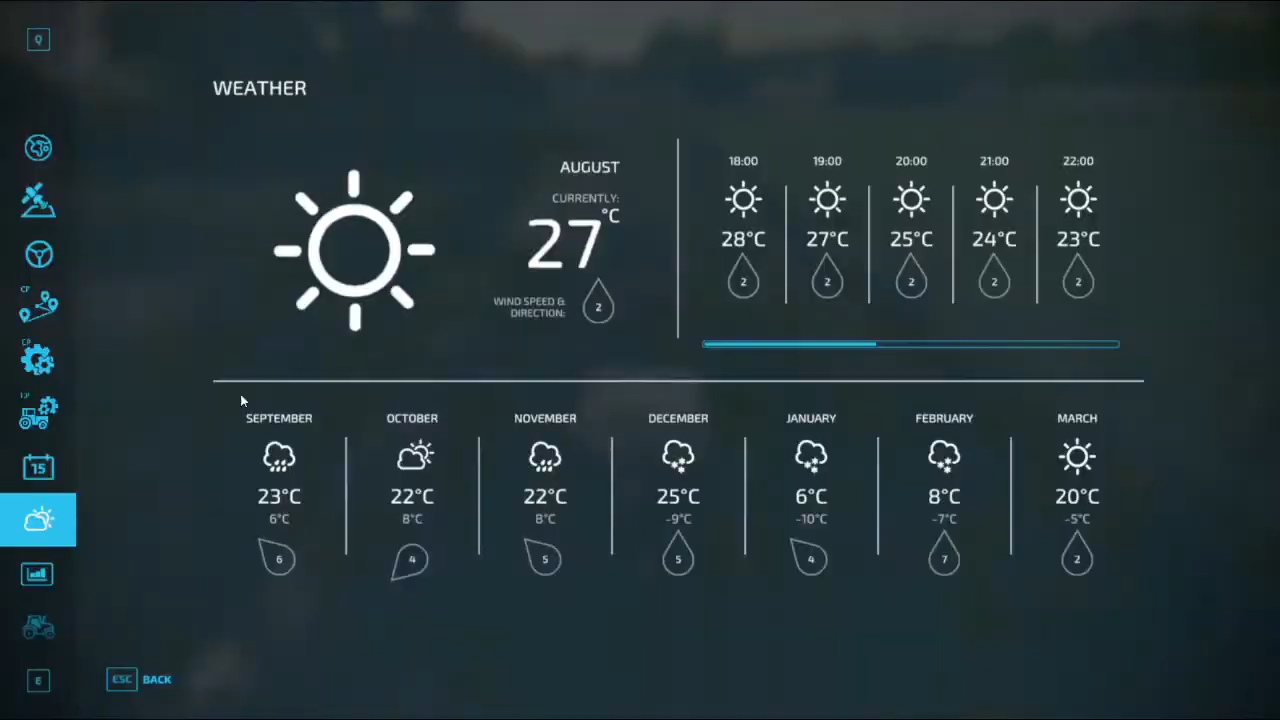 Q
WEATHER
AUGUST
CURRENTLY:
27°C
WIND SPEED &
DIRECTION:
2
18:00 19:00 20:00 21:00 22:00
28°C 27°C 25°C 24°C 23°C
2 2 2 2 2
CP
CP
15
SEPTEMBER OCTOBER NOVEMBER DECEMBER JANUARY FEBRUARY MARCH
23°C 22°C 22°C 25°C 6°C 8°C 20°C
6°C 8°C 8°C -9°C -10°C -7°C -5°C
6 4 5 5 4 7 2
E
ESC BACK